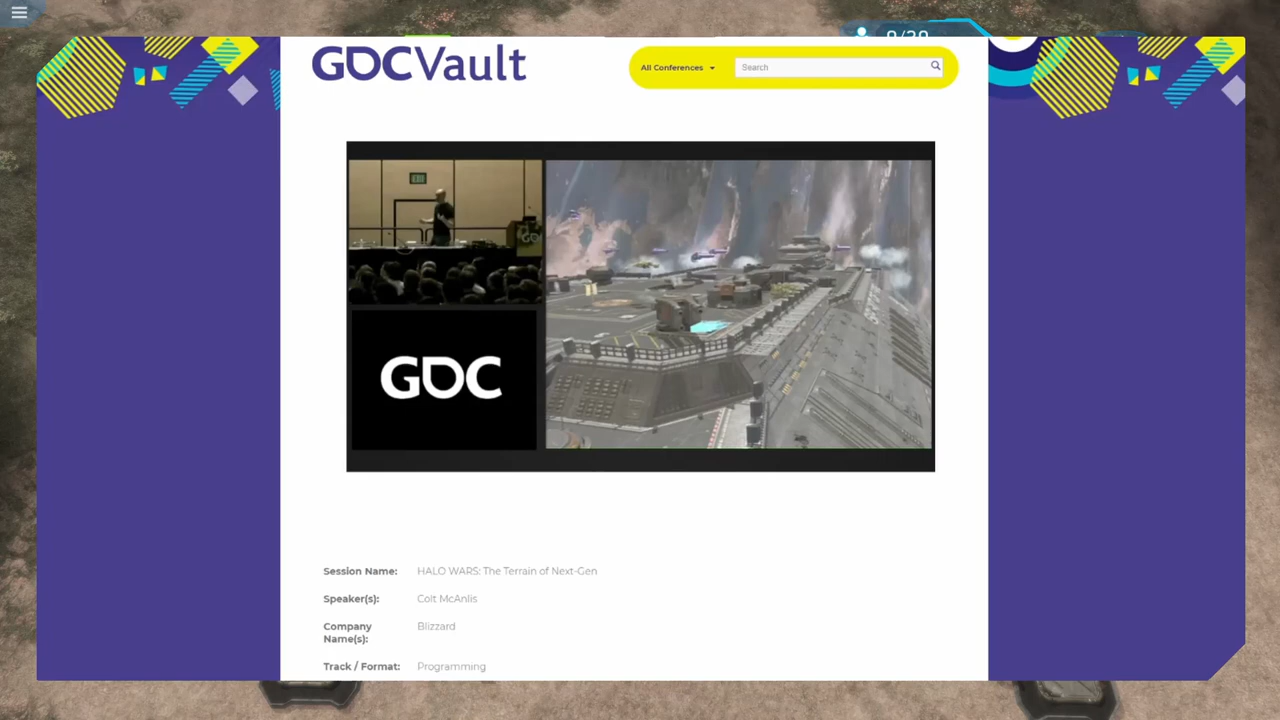 GDCVault
All Conferences
Search
EXIT
GDC
Session Name: HALO WARS: The Terrain of Next-Gen
Speaker(s): Colt McAnlis
Company Name(s): Blizzard
Track / Format: Programming